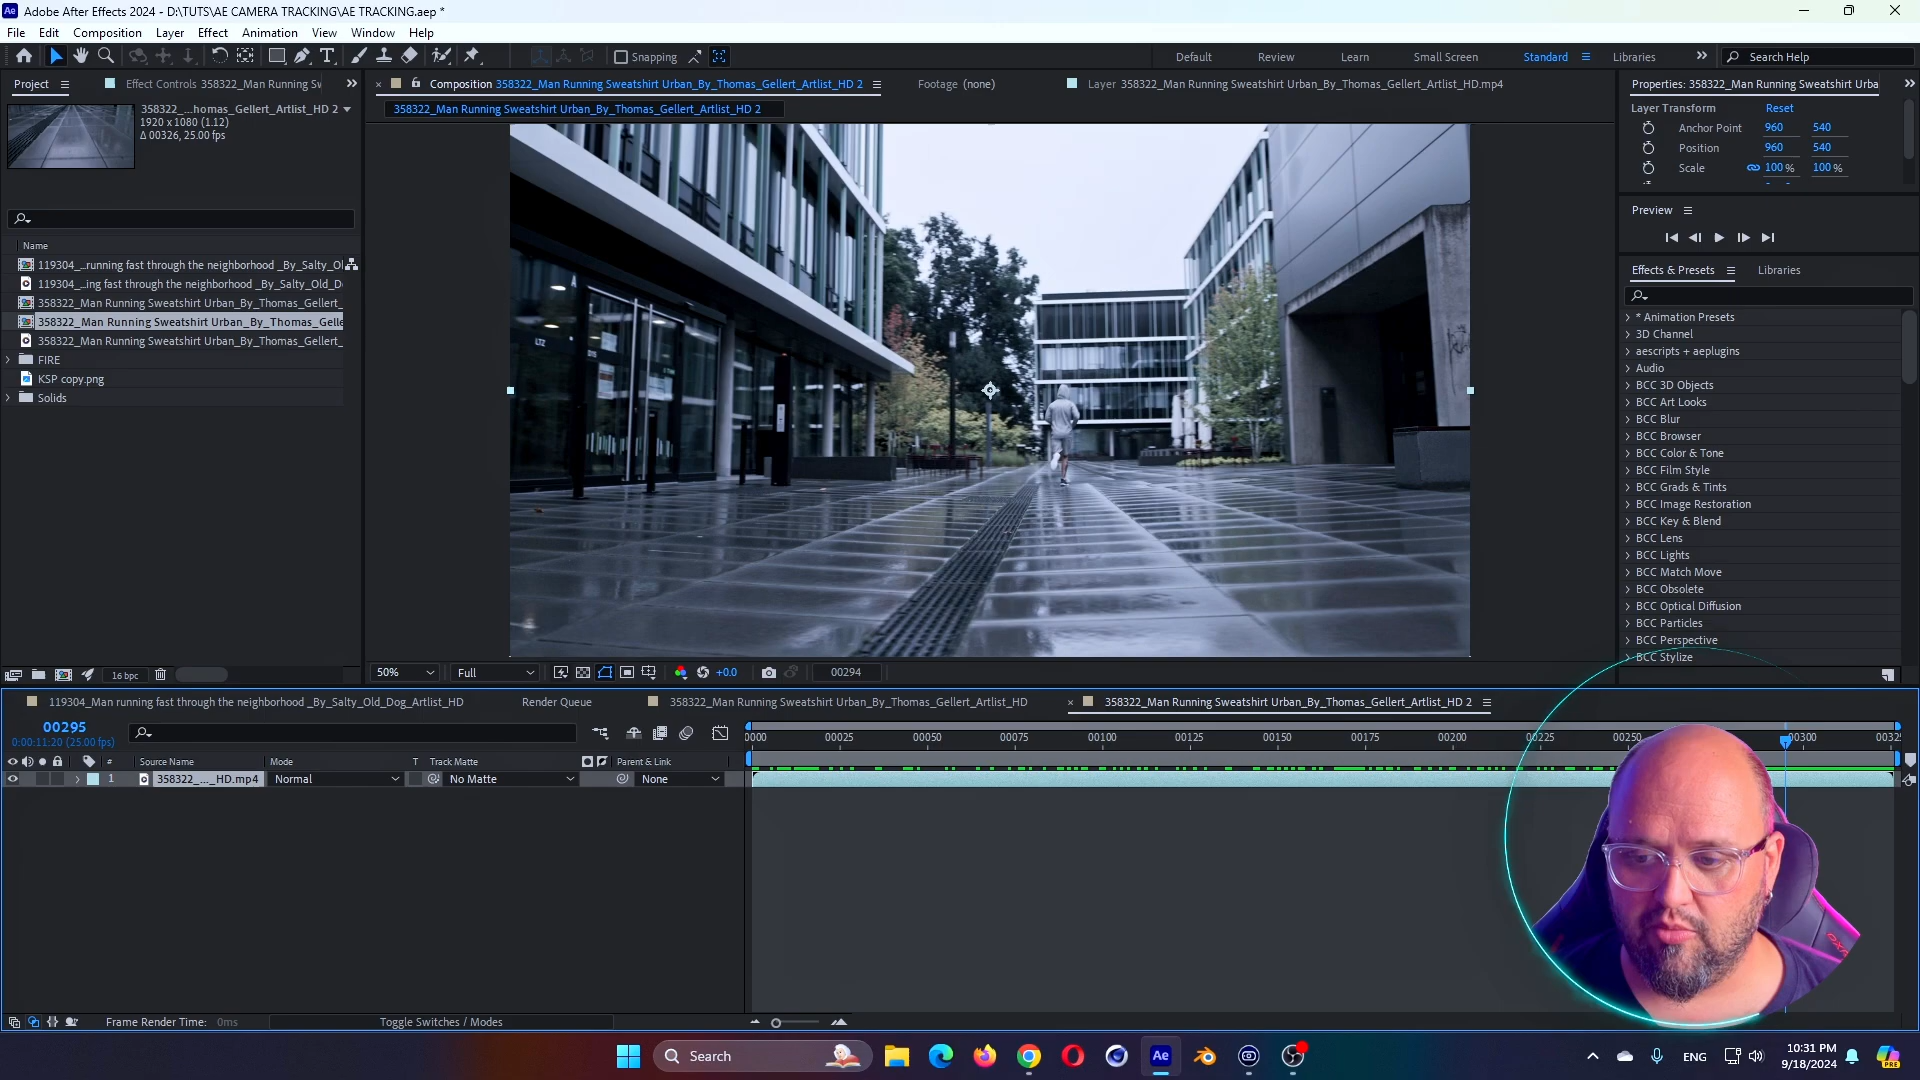 Adobe After Effects 2024 - D:\TUTS\AE CAMERA TRACKING\AE TRACKING.aep *
File Edit Composition Layer Effect Animation View Window Help
Snapping
Default Review Learn Small Screen Standard Libraries Search Help
Project Effect Controls 358322_Man Running Sv
358322_...homas_Gellert_Artlist_HD 2
1920 x 1080 (1.12)
Δ 00326, 25.00 fps
Name
119304_...running fast through the neighborhood _By_Salty_Ol
119304_...ing fast through the neighborhood _By_Salty_Old_D
358322_Man Running Sweatshirt Urban_By_Thomas_Gellert_
358322_Man Running Sweatshirt Urban_By_Thomas_Gelle
358322_Man Running Sweatshirt Urban_By_Thomas_Gellert_
FIRE
KSP copy.png
Solids
16 bpc
Composition 358322_Man Running Sweatshirt Urban_By_Thomas_Gellert_Artlist_HD 2
Footage (none)
Layer 358322_Man Running Sweatshirt Urban_By_Thomas_Gellert_Artlist_HD.mp4
358322_Man Running Sweatshirt Urban_By_Thomas_Gellert_Artlist_HD 2
A
LTZ
D15
50% Full +0.0 00294
Properties: 358322_Man Running Sweatshirt Urba
Layer Transform Reset
Anchor Point 960 540
Position 960 540
Scale 100 % 100 %
Preview
Effects & Presets Libraries
* Animation Presets
3D Channel
aescripts + aeplugins
Audio
BCC 3D Objects
BCC Art Looks
BCC Blur
BCC Browser
BCC Color & Tone
BCC Film Style
BCC Grads & Tints
BCC Image Restoration
BCC Key & Blend
BCC Lens
BCC Lights
BCC Match Move
BCC Obsolete
BCC Optical Diffusion
BCC Particles
BCC Perspective
BCC Stylize
119304_Man running fast through the neighborhood _By_Salty_Old_Dog_Artlist_HD
Render Queue
358322_Man Running Sweatshirt Urban_By_Thomas_Gellert_Artlist_HD
358322_Man Running Sweatshirt Urban_By_Thomas_Gellert_Artlist_HD 2
00295
0:00:11:20 (25.00 fps)
0000 00025 00050 00075 00100 00125 00150 00175 00200 00225 00250 00300 0032
# Source Name Mode T Track Matte Parent & Link
1 358322_..._HD.mp4 Normal No Matte None
Frame Render Time: 0ms
Toggle Switches / Modes
Search
Ae
ENG
10:31 PM
9/18/2024
PRE